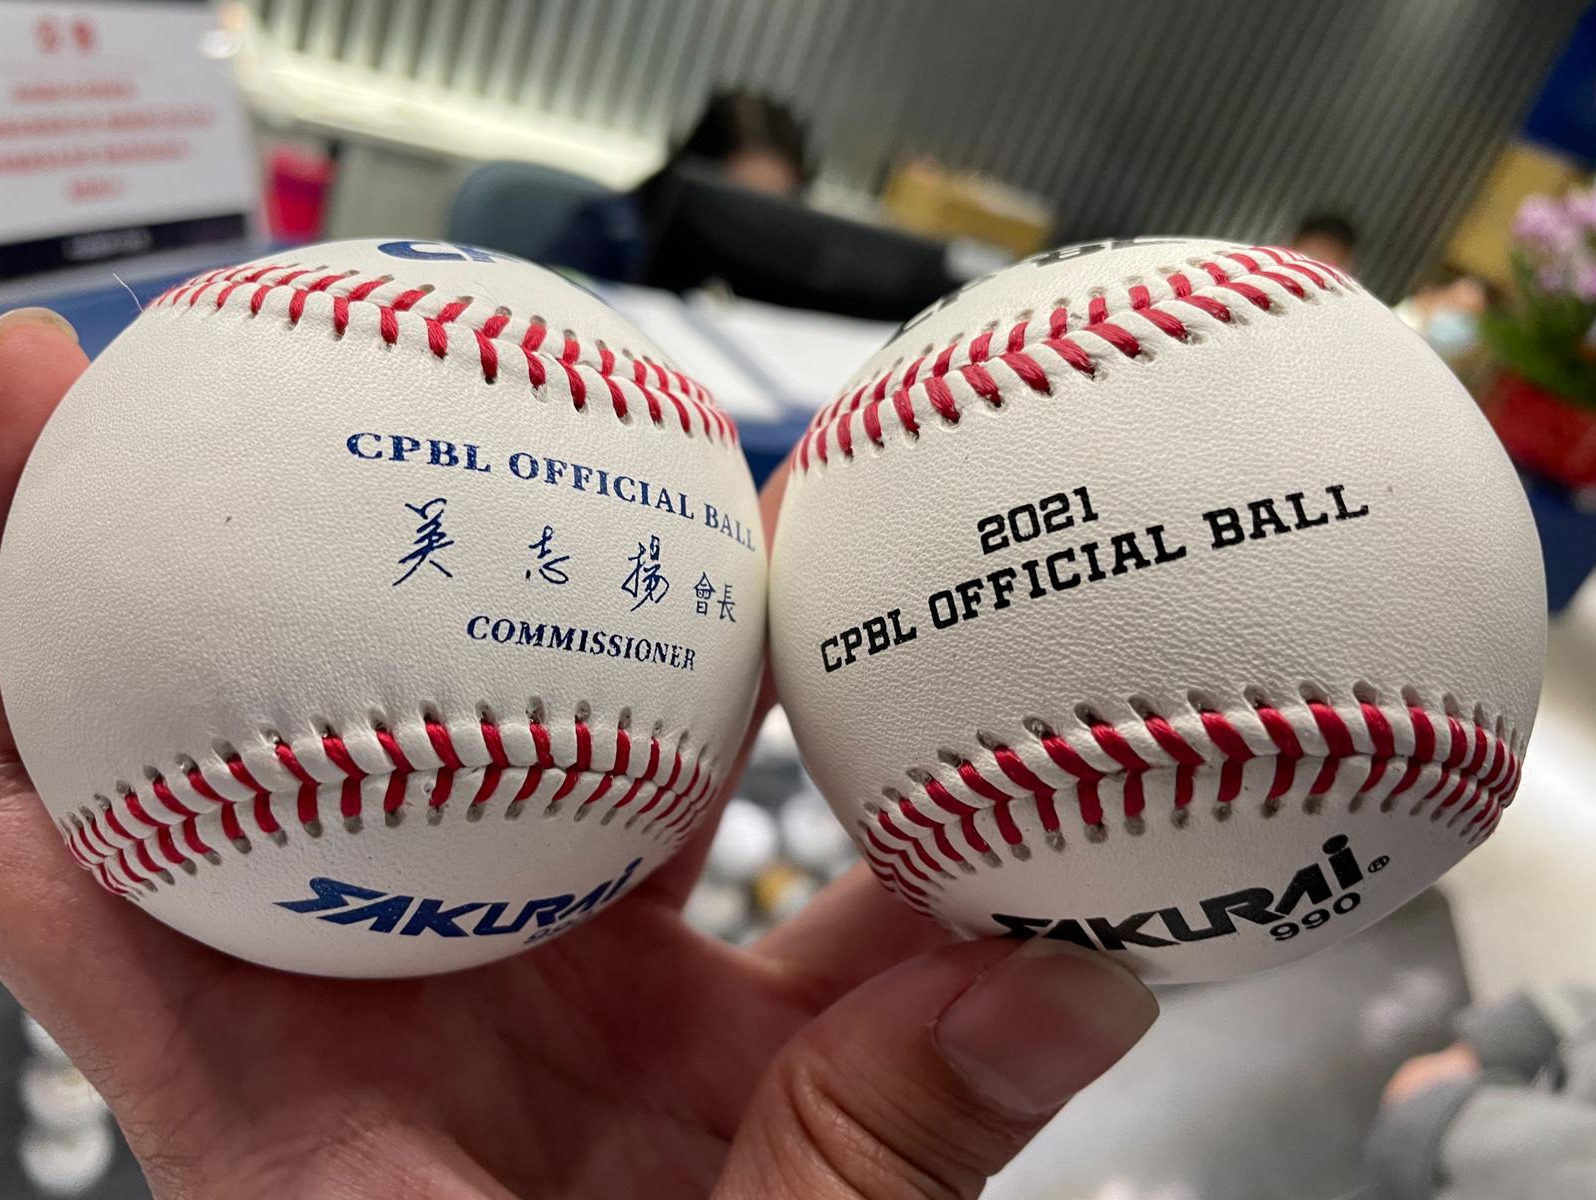 CPBL OFFICIAL BALL
吳志揚 會長
COMMISSIONER
SAKURAI
2021
CPBL OFFICIAL BALL
SAKURAI®
990